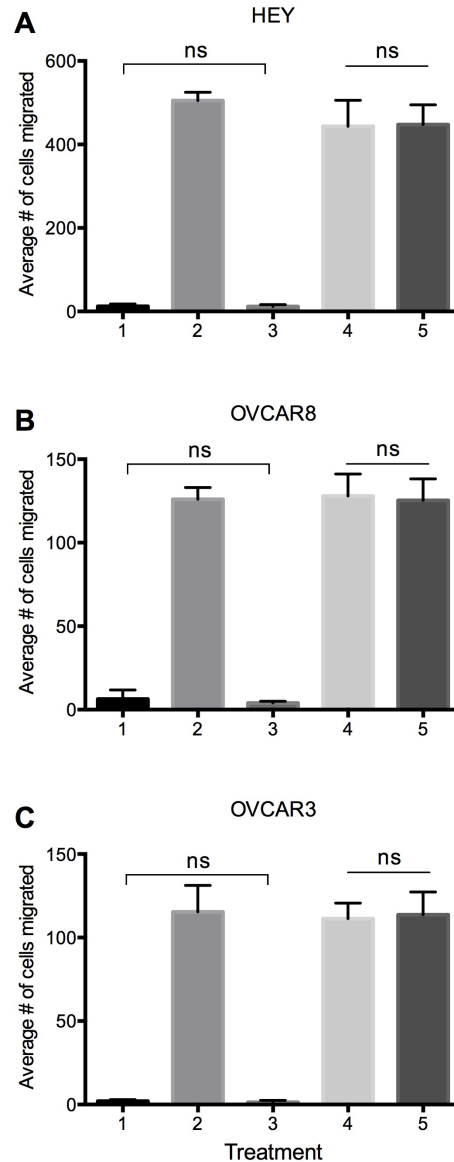 A
HEY
ns
ns
Average # of cells migrated
600
400
200
0
1 2 3 4 5
B
OVCAR8
ns
ns
Average # of cells migrated
150
100
50
0
1 2 3 4 5
C
OVCAR3
ns
ns
Average # of cells migrated
150
100
50
0
1 2 3 4 5
Treatment